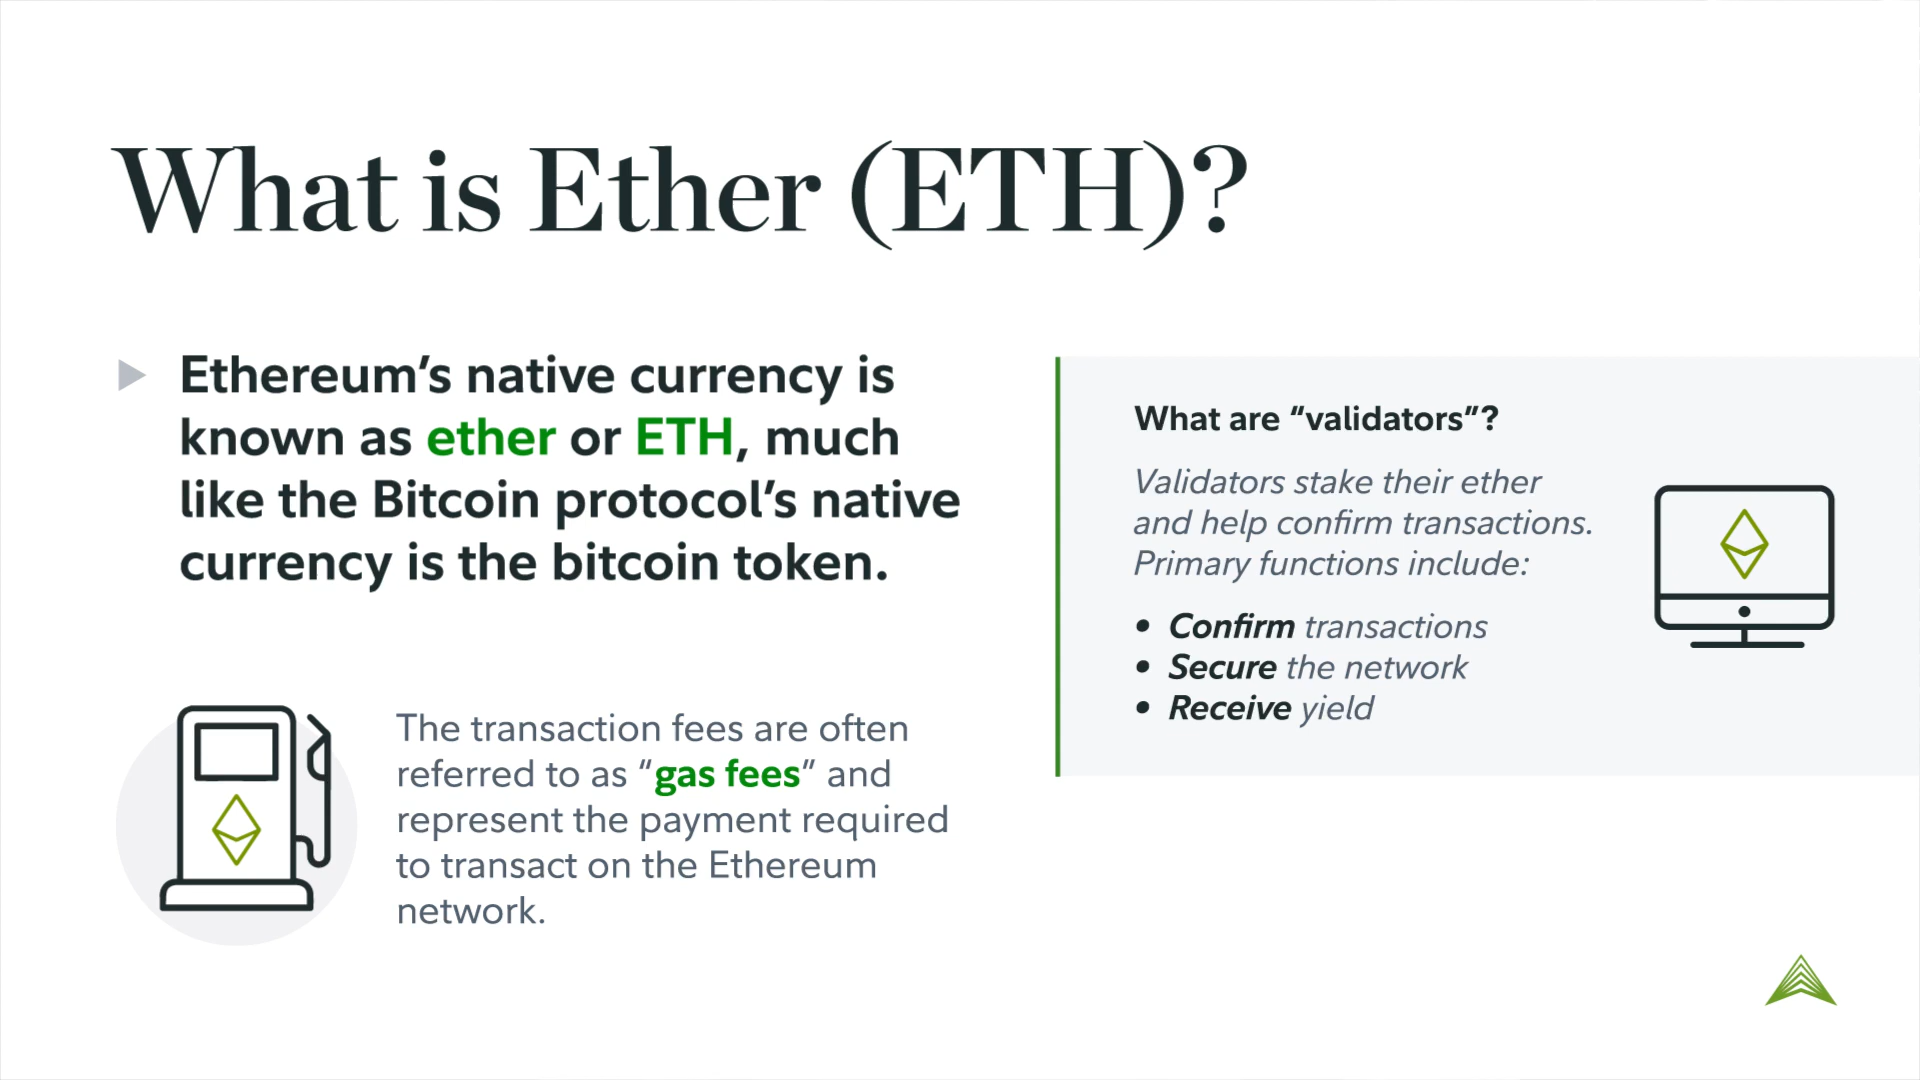 What is Ether (ETH)?
Ethereum’s native currency is
known as ether or ETH, much
like the Bitcoin protocol’s native
currency is the bitcoin token.
The transaction fees are often
referred to as “gas fees” and
represent the payment required
to transact on the Ethereum
network.
What are “validators”?
Validators stake their ether
and help confirm transactions.
Primary functions include:
• Confirm transactions
• Secure the network
• Receive yield